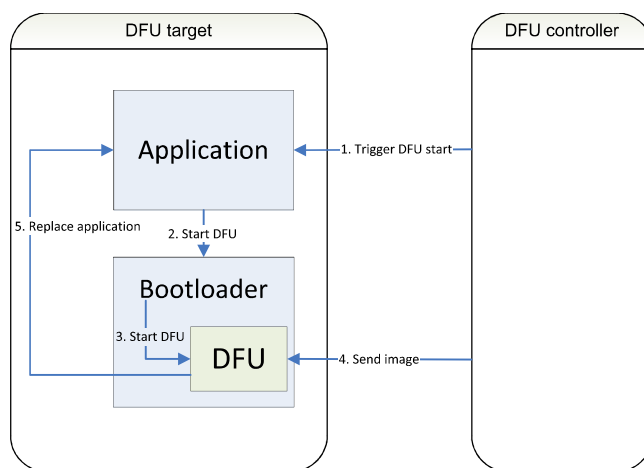 DFU target
DFU controller
Application
1. Trigger DFU start
5. Replace application
2. Start DFU
Bootloader
3. Start DFU
DFU
4. Send image